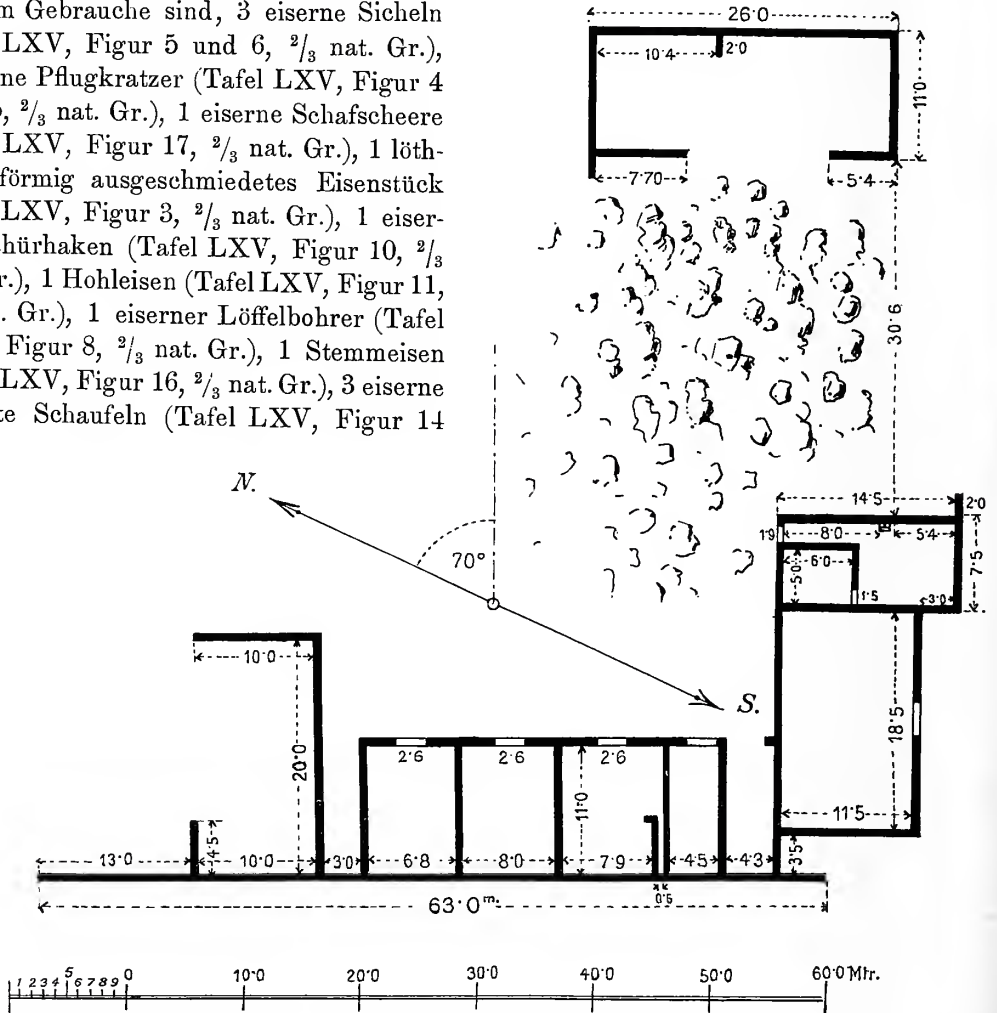 m Gebrauche sind, 3 eiserne Sicheln
LXV, Figur 5 und 6, ²/₃ nat. Gr.),
ne Pflugkratzer (Tafel LXV, Figur 4
, ²/₃ nat. Gr.), 1 eiserne Schafscheere
LXV, Figur 17, ²/₃ nat. Gr.), 1 löth-
förmig ausgeschmiedetes Eisenstück
LXV, Figur 3, ²/₃ nat. Gr.), 1 eiser-
hürhaken (Tafel LXV, Figur 10, ²/₃
r.), 1 Hohleisen (Tafel LXV, Figur 11,
. Gr.), 1 eiserner Löffelbohrer (Tafel
Figur 8, ²/₃ nat. Gr.), 1 Stemmeisen
LXV, Figur 16, ²/₃ nat. Gr.), 3 eiserne
te Schaufeln (Tafel LXV, Figur 14
26·0
10·4 2·0
11·0
7·70 5·4
30·6
N.
70°
S.
14·5 2·0
1·9 8·0 5·4
7·5
6·0
5·0
1·5 3·0
18·5
11·5
3·5
10·0
20·0
2·6 2·6 2·6
11·0
4·5
13·0 10·0 3·0 6·8 8·0 7·9 4·5 4·3
63·0 m.
1 2 3 4 5 6 7 8 9 0 10·0 20·0 30·0 40·0 50·0 60·0 Mtr.